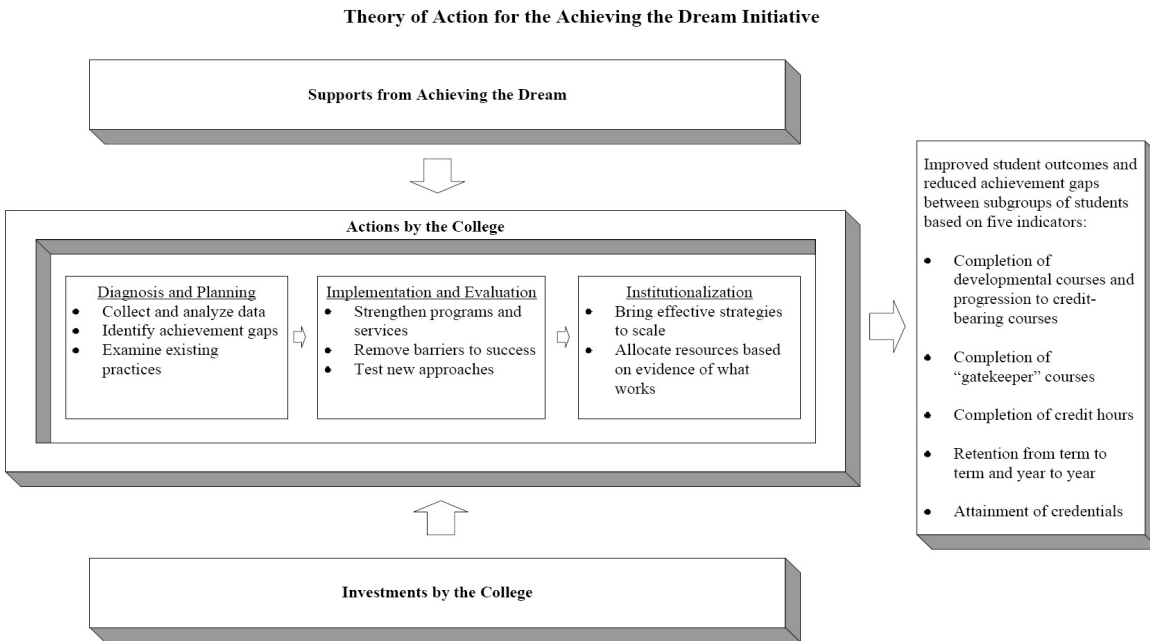 Theory of Action for the Achieving the Dream Initiative
Supports from Achieving the Dream
Actions by the College
Diagnosis and Planning
• Collect and analyze data
• Identify achievement gaps
• Examine existing
practices
Implementation and Evaluation
• Strengthen programs and
services
• Remove barriers to success
• Test new approaches
Institutionalization
• Bring effective strategies
to scale
• Allocate resources based
on evidence of what
works
Investments by the College
Improved student outcomes and
reduced achievement gaps
between subgroups of students
based on five indicators:
• Completion of
developmental courses and
progression to credit-
bearing courses
• Completion of
“gatekeeper” courses
• Completion of credit hours
• Retention from term to
term and year to year
• Attainment of credentials